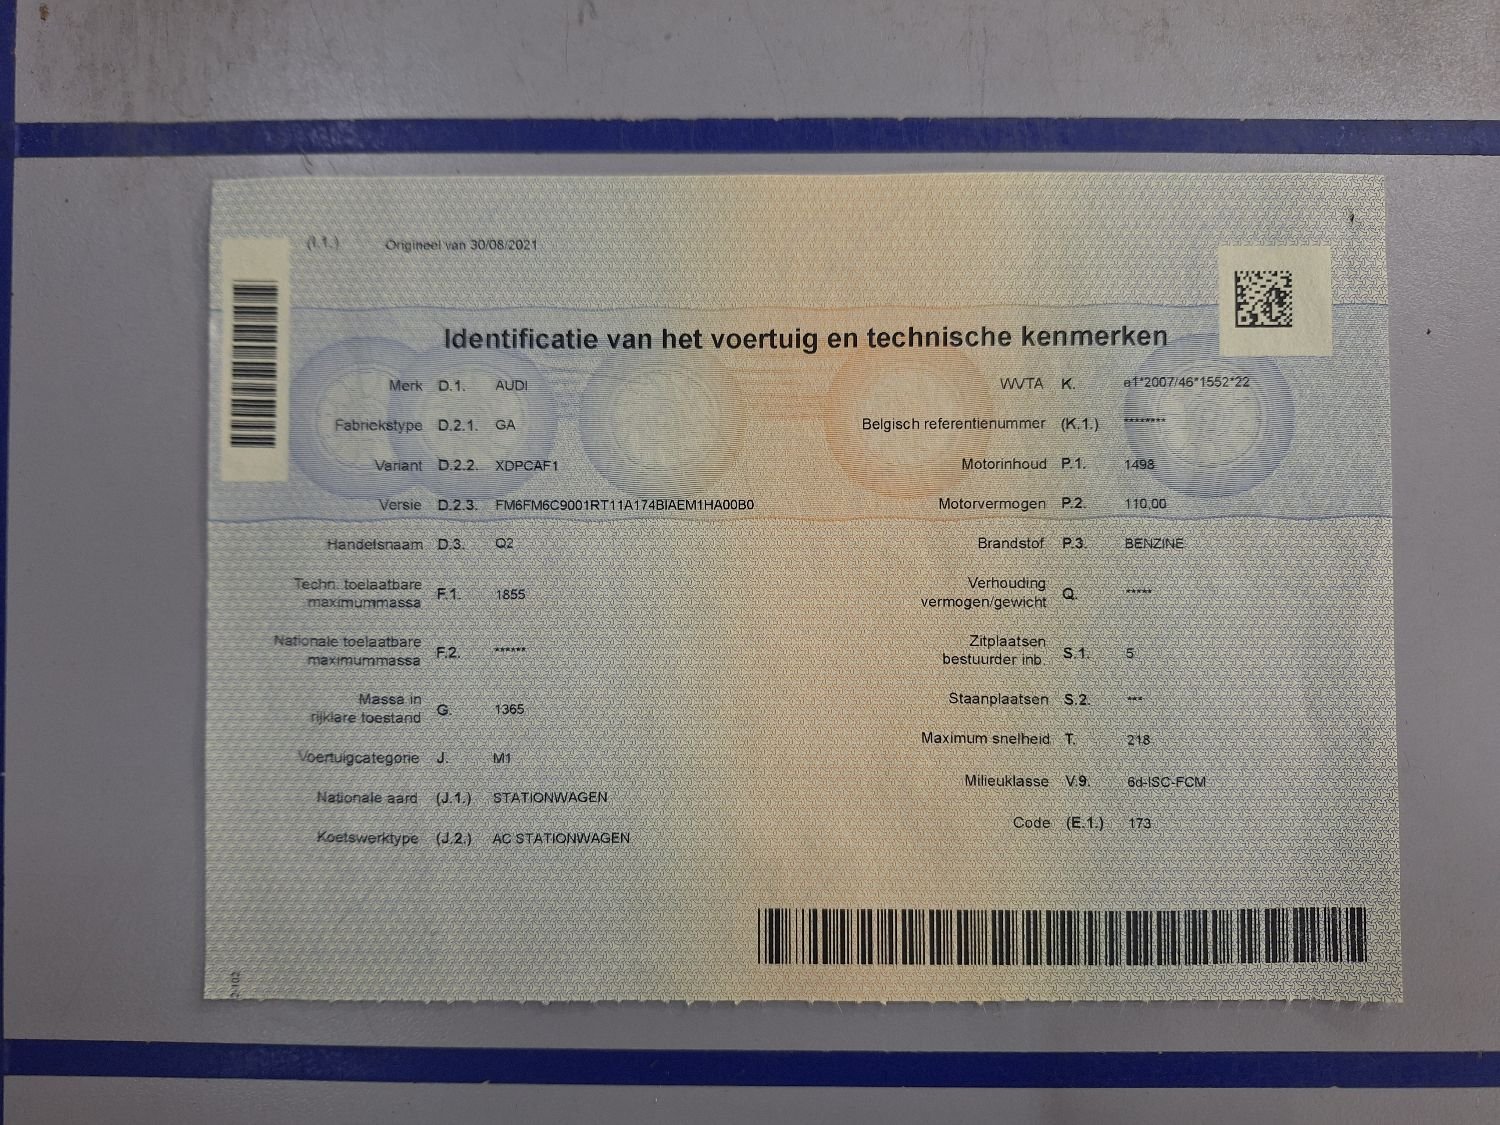 (I.1.) Origineel van 30/08/2021
Identificatie van het voertuig en technische kenmerken
Merk D.1. AUDI
Fabriekstype D.2.1. GA
Variant D.2.2. XDPCAF1
Versie D.2.3. FM6FM6C9001RT11A174BIAEM1HA00B0
Handelsnaam D.3. Q2
Techn. toelaatbare
maximummassa F.1. 1855
Nationale toelaatbare
maximummassa F.2. ******
Massa in
rijklare toestand G. 1365
Voertuigcategorie J. M1
Nationale aard (J.1.) STATIONWAGEN
Koetswerktype (J.2.) AC STATIONWAGEN
WVTA K. e1*2007/46*1552*22
Belgisch referentienummer (K.1.) ********
Motorinhoud P.1. 1498
Motorvermogen P.2. 110,00
Brandstof P.3. BENZINE
Verhouding
vermogen/gewicht Q. *****
Zitplaatsen
bestuurder inb. S.1. 5
Staanplaatsen S.2. ***
Maximum snelheid T. 218
Milieuklasse V.9. 6d-ISC-FCM
Code (E.1.) 173